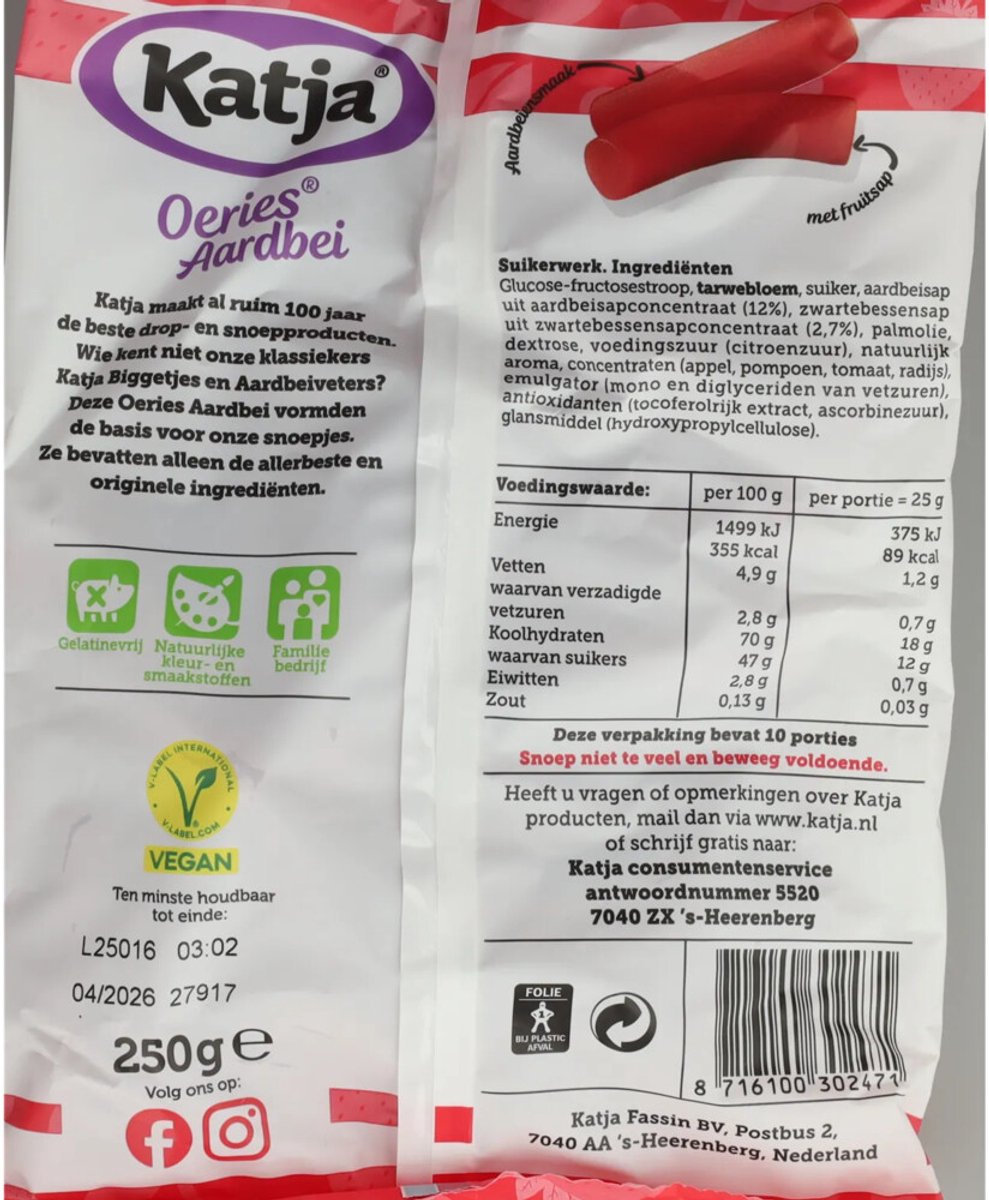 Katja®
Oeries®
Aardbei
Katja maakt al ruim 100 jaar
de beste drop- en snoepproducten.
Wie kent niet onze klassiekers
Katja Biggetjes en Aardbeiveters?
Deze Oeries Aardbei vormden
de basis voor onze snoepjes.
Ze bevatten alleen de allerbeste en
originele ingrediënten.
Gelatinevrij
Natuurlijke
kleur- en
smaakstoffen
Familie
bedrijf
V-LABEL INTERNATIONAL
V-LABEL.COM
VEGAN
Ten minste houdbaar
tot einde:
L25016 03:02
04/2026 27917
250g e
Volg ons op:
Aardbeiensmaak
met fruitsap
Suikerwerk. Ingrediënten
Glucose-fructosestroop, tarwebloem, suiker, aardbeisap
uit aardbeisapconcentraat (12%), zwartebessensap
uit zwartebessensapconcentraat (2,7%), palmolie,
dextrose, voedingszuur (citroenzuur), natuurlijk
aroma, concentraten (appel, pompoen, tomaat, radijs),
emulgator (mono en diglyceriden van vetzuren),
antioxidanten (tocoferolrijk extract, ascorbinezuur),
glansmiddel (hydroxypropylcellulose).
Voedingswaarde: per 100 g per portie = 25 g
Energie 1499 kJ 375 kJ
355 kcal 89 kcal
Vetten 4,9 g 1,2 g
waarvan verzadigde
vetzuren 2,8 g 0,7 g
Koolhydraten 70 g 18 g
waarvan suikers 47 g 12 g
Eiwitten 2,8 g 0,7 g
Zout 0,13 g 0,03 g
Deze verpakking bevat 10 porties
Snoep niet te veel en beweeg voldoende.
Heeft u vragen of opmerkingen over Katja
producten, mail dan via www.katja.nl
of schrijf gratis naar:
Katja consumentenservice
antwoordnummer 5520
7040 ZX 's-Heerenberg
FOLIE
1
BIJ PLASTIC
AFVAL
8 716100 302471
Katja Fassin BV, Postbus 2,
7040 AA 's-Heerenberg, Nederland